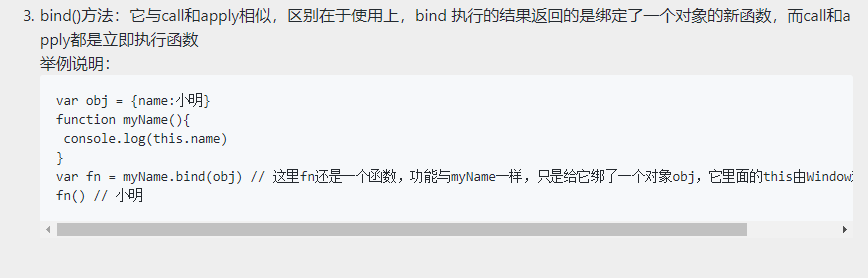 3. bind()方法：它与call和apply相似，区别在于使用上，bind 执行的结果返回的是绑定了一个对象的新函数，而call和a
pply都是立即执行函数
举例说明：
var obj = {name:小明}
function myName(){
 console.log(this.name)
}
var fn = myName.bind(obj) // 这里fn还是一个函数，功能与myName一样，只是给它绑了一个对象obj，它里面的this由Window
fn() // 小明